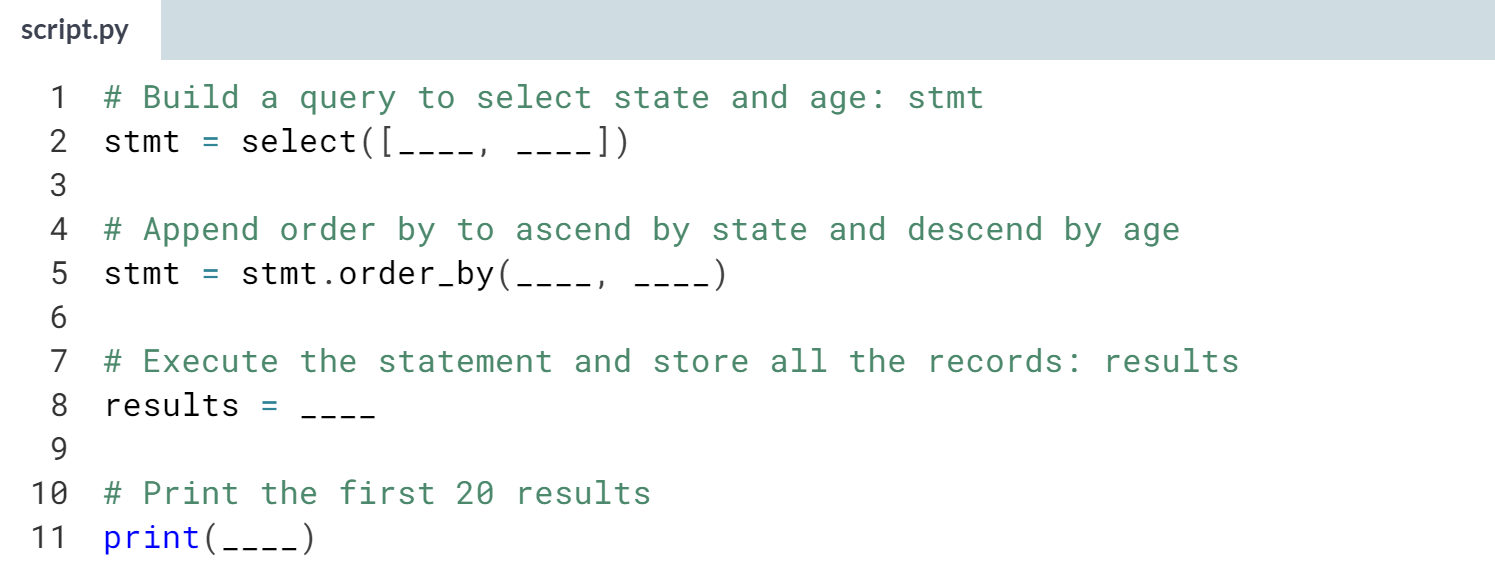 script.py
1 # Build a query to select state and age: stmt
2 stmt = select([____, ____])
3
4 # Append order by to ascend by state and descend by age
5 stmt = stmt.order_by(____, ____)
6
7 # Execute the statement and store all the records: results
8 results = ____
9
10 # Print the first 20 results
11 print(____)